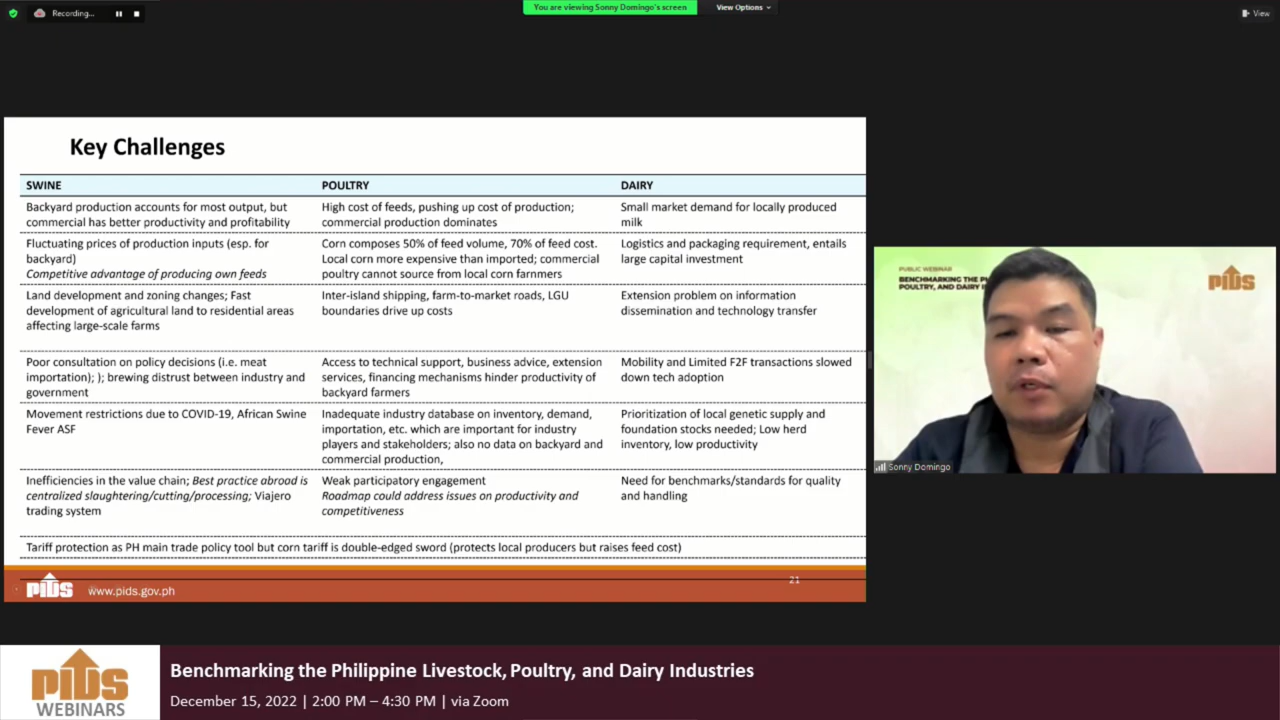 Recording...
You are viewing Sonny Domingo's screen
View Options
View
Key Challenges
SWINE
POULTRY
DAIRY
Backyard production accounts for most output, but
commercial has better productivity and profitability
High cost of feeds, pushing up cost of production;
commercial production dominates
Small market demand for locally produced
milk
Fluctuating prices of production inputs (esp. for
backyard)
Competitive advantage of producing own feeds
Corn composes 50% of feed volume, 70% of feed cost.
Local corn more expensive than imported; commercial
poultry cannot source from local corn farnmers
Logistics and packaging requirement, entails
large capital investment
Land development and zoning changes; Fast
development of agricultural land to residential areas
affecting large-scale farms
Inter-island shipping, farm-to-market roads, LGU
boundaries drive up costs
Extension problem on information
dissemination and technology transfer
Poor consultation on policy decisions (i.e. meat
importation); ); brewing distrust between industry and
government
Access to technical support, business advice, extension
services, financing mechanisms hinder productivity of
backyard farmers
Mobility and Limited F2F transactions slowed
down tech adoption
Movement restrictions due to COVID-19, African Swine
Fever ASF
Inadequate industry database on inventory, demand,
importation, etc. which are important for industry
players and stakeholders; also no data on backyard and
commercial production,
Prioritization of local genetic supply and
foundation stocks needed; Low herd
inventory, low productivity
Inefficiencies in the value chain; Best practice abroad is
centralized slaughtering/cutting/processing; Viajero
trading system
Weak participatory engagement
Roadmap could address issues on productivity and
competitiveness
Need for benchmarks/standards for quality
and handling
Tariff protection as PH main trade policy tool but corn tariff is double-edged sword (protects local producers but raises feed cost)
21
PIDS
www.pids.gov.ph
PUBLIC WEBINAR
BENCHMARKING THE PH
POULTRY, AND DAIRY I
PIDS
Sonny Domingo
PIDS
WEBINARS
Benchmarking the Philippine Livestock, Poultry, and Dairy Industries
December 15, 2022 | 2:00 PM – 4:30 PM | via Zoom